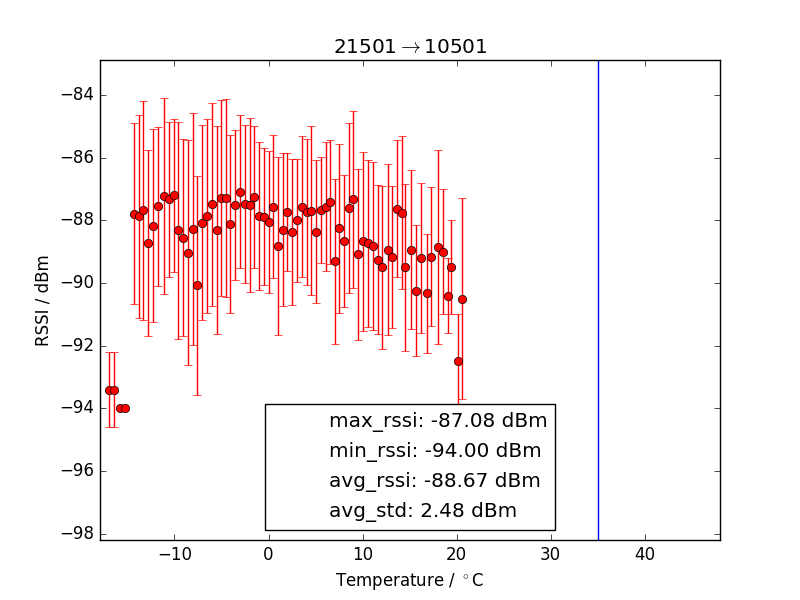 21501→10501
−84
−86
−88
−90
−92
−94
−96
−98
RSSI / dBm
max_rssi: -87.08 dBm
min_rssi: -94.00 dBm
avg_rssi: -88.67 dBm
avg_std: 2.48 dBm
−10 0 10 20 30 40
Temperature / °C